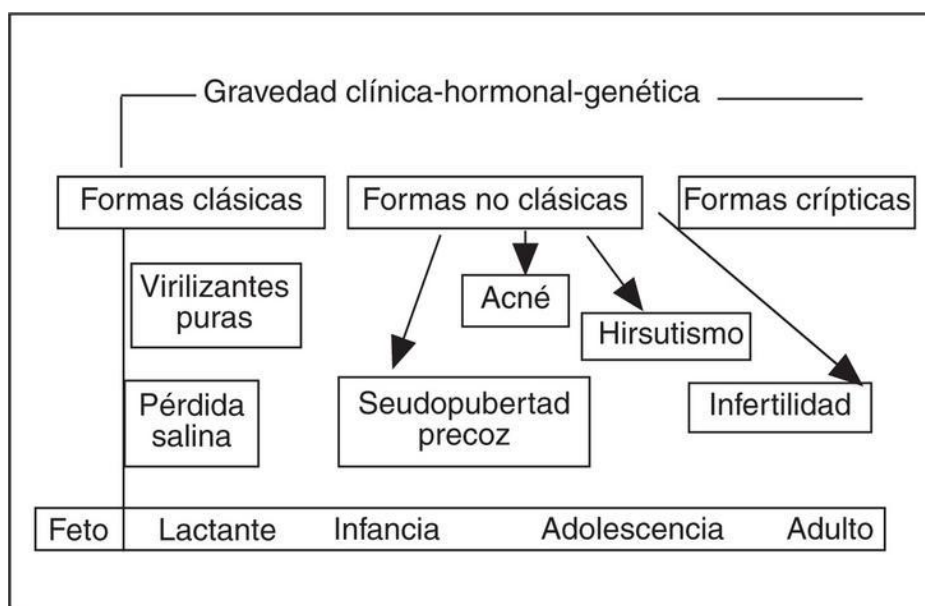 Gravedad clínica-hormonal-genética
Formas clásicas
Formas no clásicas
Formas crípticas
Virilizantes
puras
Acné
Hirsutismo
Pérdida
salina
Seudopubertad
precoz
Infertilidad
Feto
Lactante
Infancia
Adolescencia
Adulto